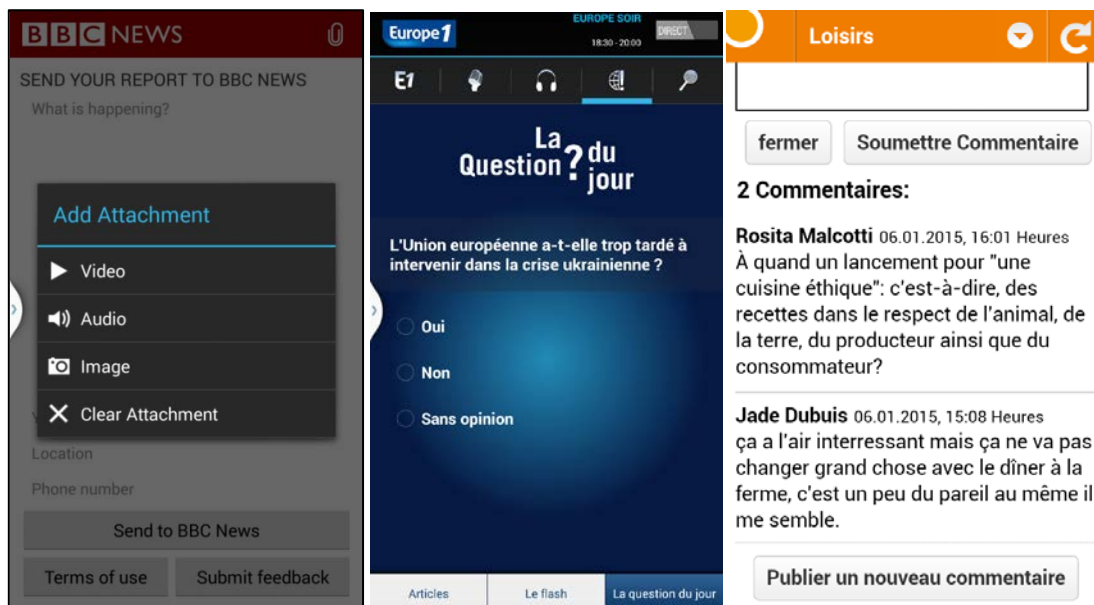 BBC NEWS
SEND YOUR REPORT TO BBC NEWS
What is happening?
Add Attachment
Video
Audio
Image
Clear Attachment
Location
Phone number
Send to BBC News
Terms of use
Submit feedback
Europe1
EUROPE SOIR
18:30 - 20:00
DIRECT
E1
La
Question ? du
jour
L'Union européenne a-t-elle trop tardé à
intervenir dans la crise ukrainienne ?
Oui
Non
Sans opinion
Articles
Le flash
La question du jour
Loisirs
fermer
Soumettre Commentaire
2 Commentaires:
Rosita Malcotti 06.01.2015, 16:01 Heures
À quand un lancement pour "une
cuisine éthique": c'est-à-dire, des
recettes dans le respect de l'animal, de
la terre, du producteur ainsi que du
consommateur?
Jade Dubuis 06.01.2015, 15:08 Heures
ça a l'air interressant mais ça ne va pas
changer grand chose avec le dîner à la
ferme, c'est un peu du pareil au même il
me semble.
Publier un nouveau commentaire